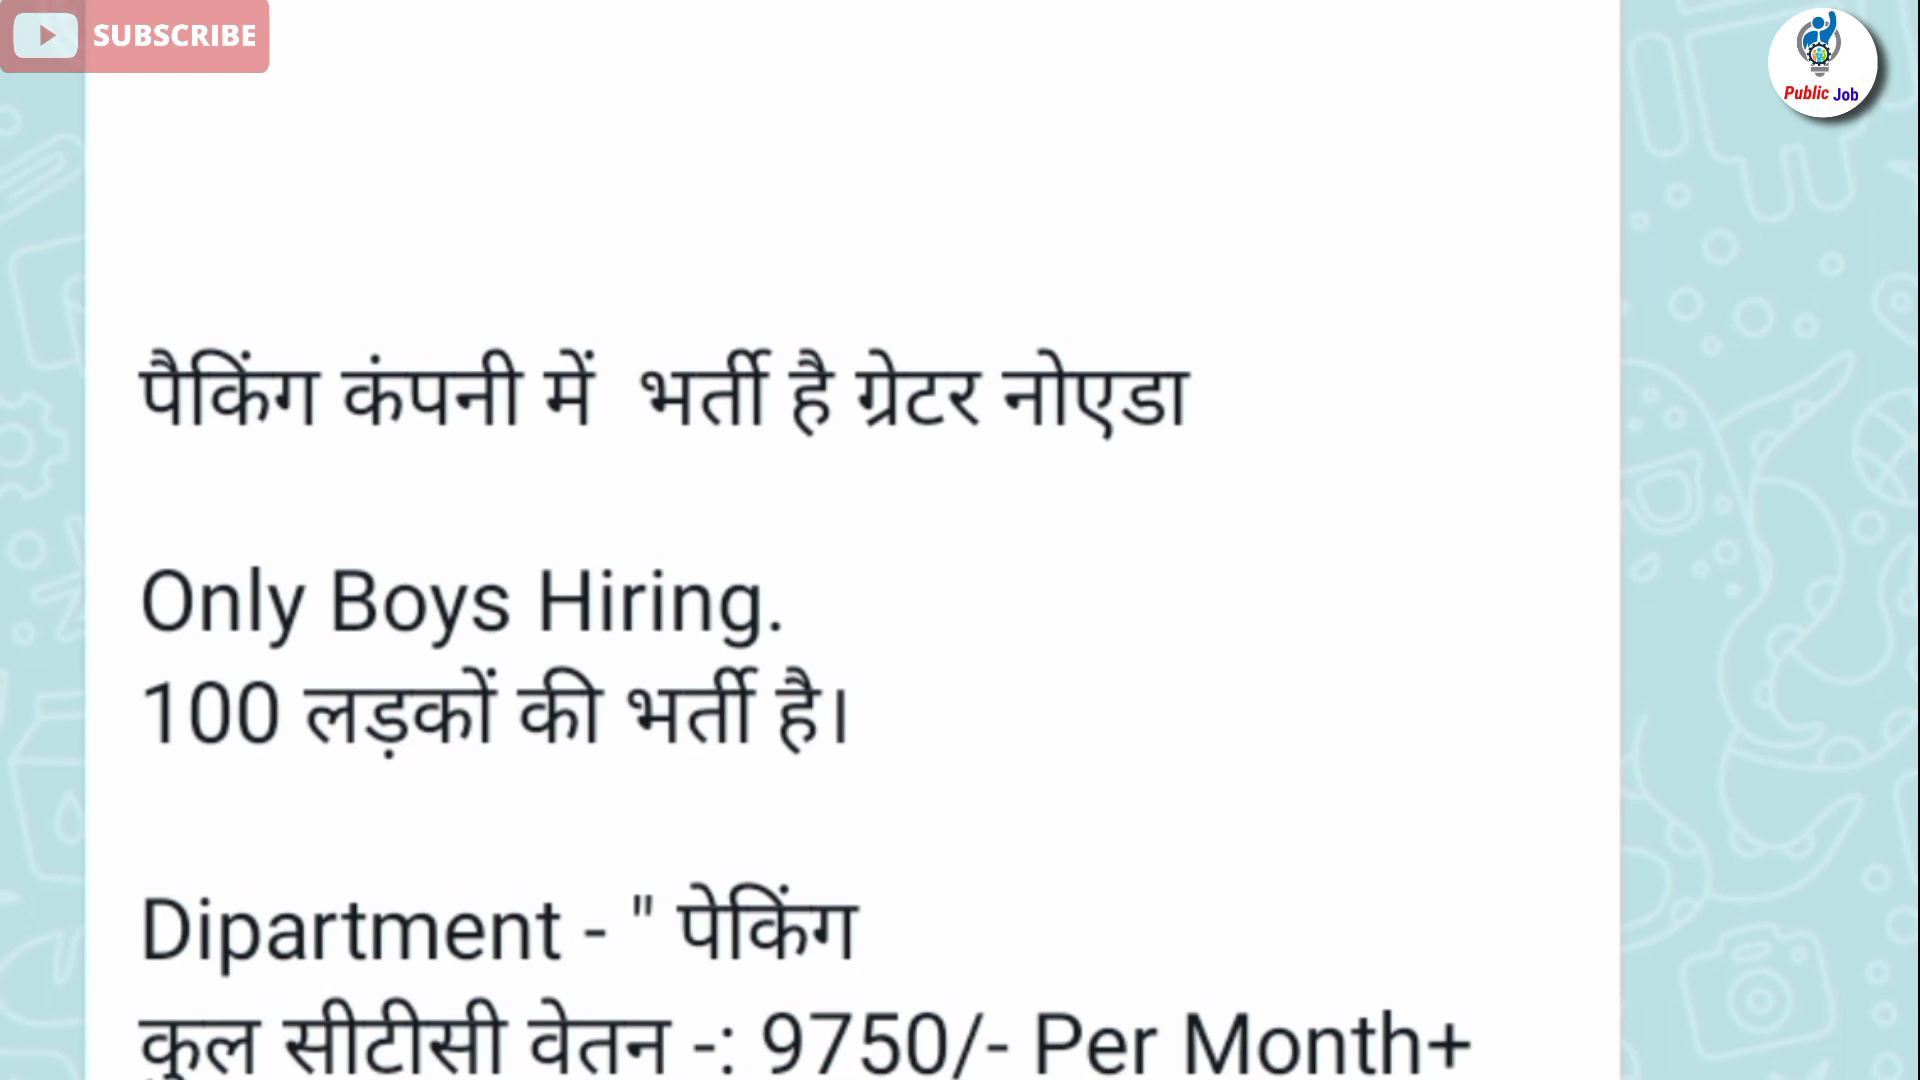 SUBSCRIBE
Public Job
पैकिंग कंपनी में भर्ती है ग्रेटर नोएडा
Only Boys Hiring.
100 लड़कों की भर्ती है।
Dipartment - " पेकिंग
कुल सीटीसी वेतन -: 9750/- Per Month+